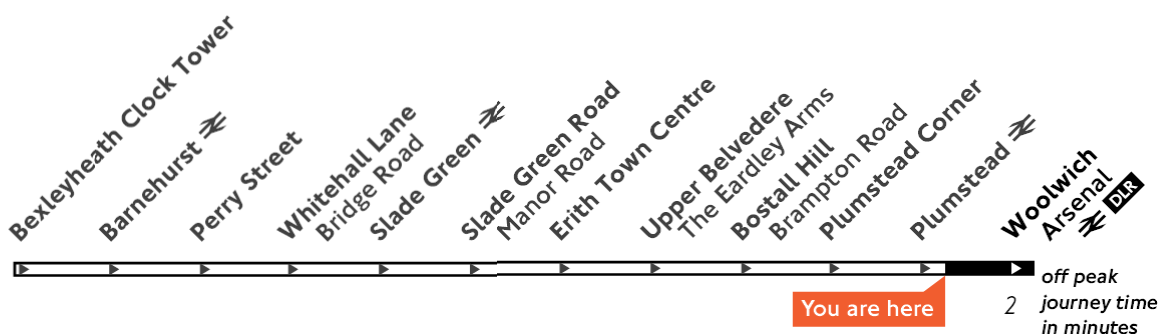 Bexleyheath Clock Tower
Barnehurst
Perry Street
Whitehall Lane
Bridge Road
Slade Green
Slade Green Road
Manor Road
Erith Town Centre
Upper Belvedere
The Eardley Arms
Bostall Hill
Brampton Road
Plumstead Corner
Plumstead
Woolwich
Arsenal
DLR
You are here
2
off peak
journey time
in minutes